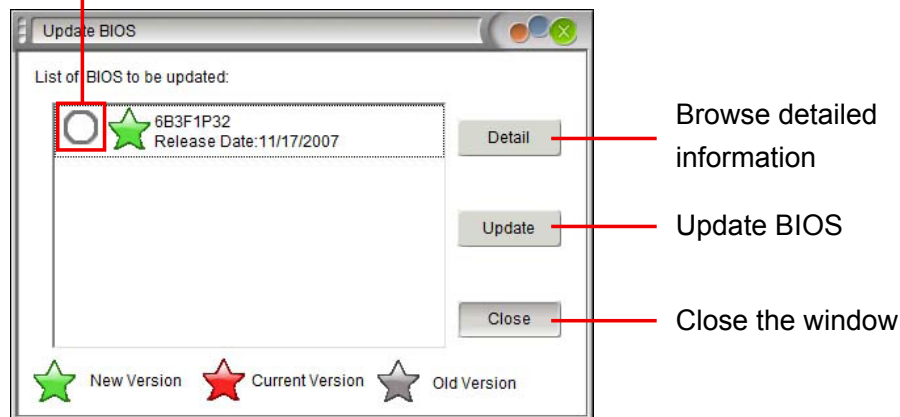 Update BIOS
List of BIOS to be updated:
6B3F1P32
Release Date:11/17/2007
Detail
Browse detailed
information
Update
Update BIOS
Close
Close the window
New Version
Current Version
Old Version